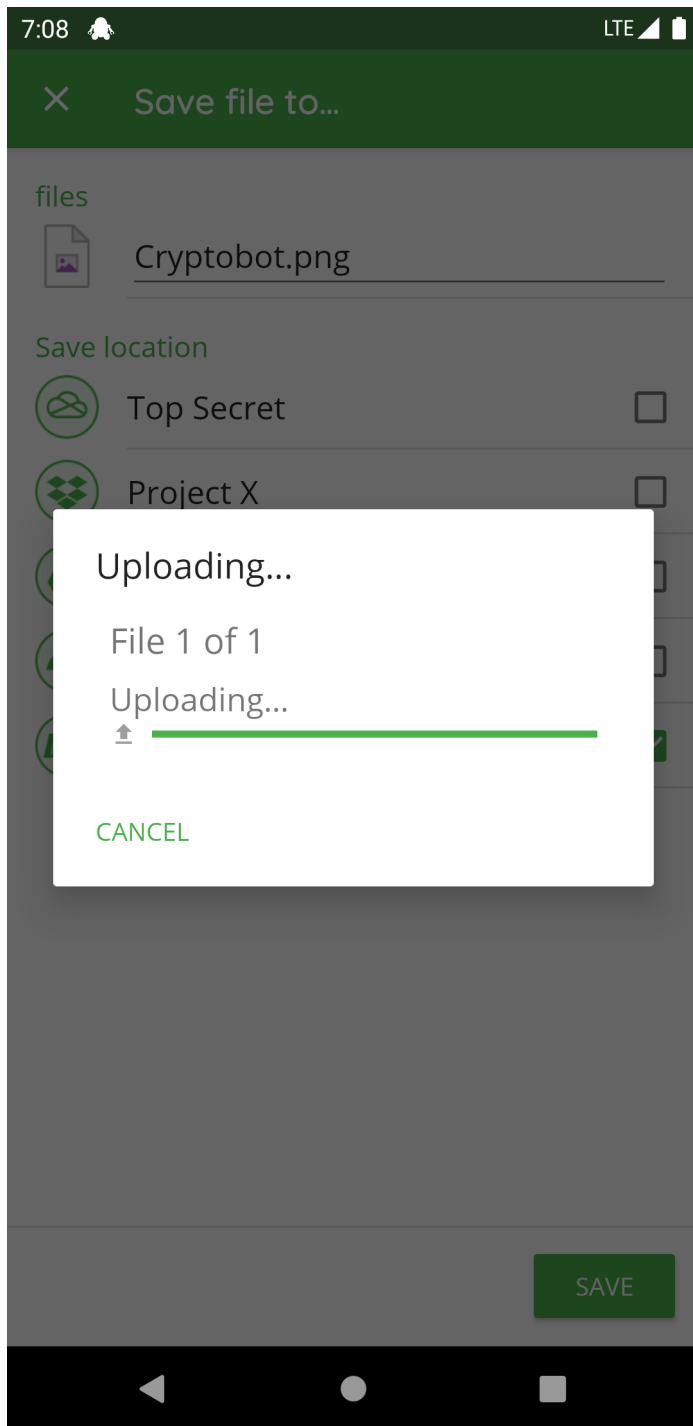 7:08
LTE
Save file to...
files
Cryptobot.png
Save location
Top Secret
Project X
Uploading...
File 1 of 1
Uploading...
CANCEL
SAVE